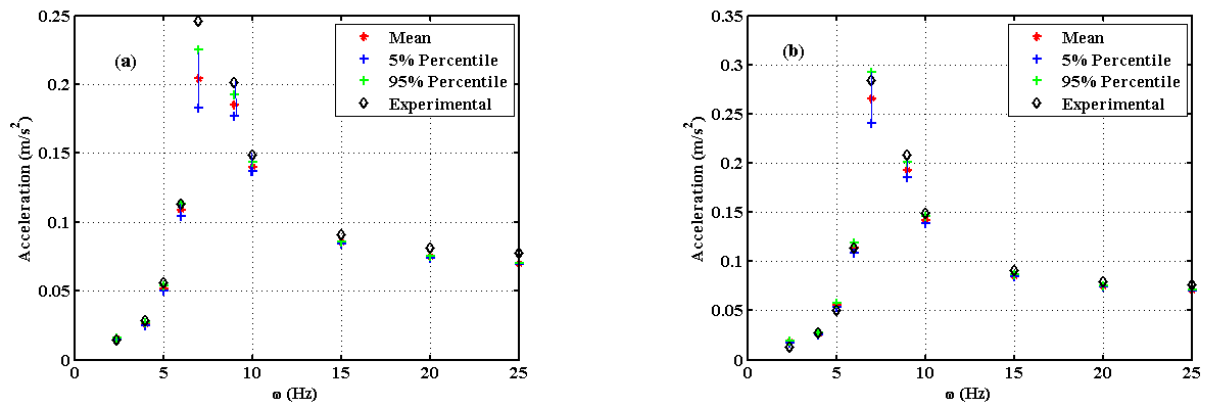 0.25
0.2
0.15
0.1
0.05
0
0 5 10 15 20 25
Acceleration (m/s²)
ω (Hz)
(a)
Mean
5% Percentile
95% Percentile
Experimental
0.35
0.3
0.25
0.2
0.15
0.1
0.05
0
0 5 10 15 20 25
Acceleration (m/s²)
ω (Hz)
(b)
Mean
5% Percentile
95% Percentile
Experimental